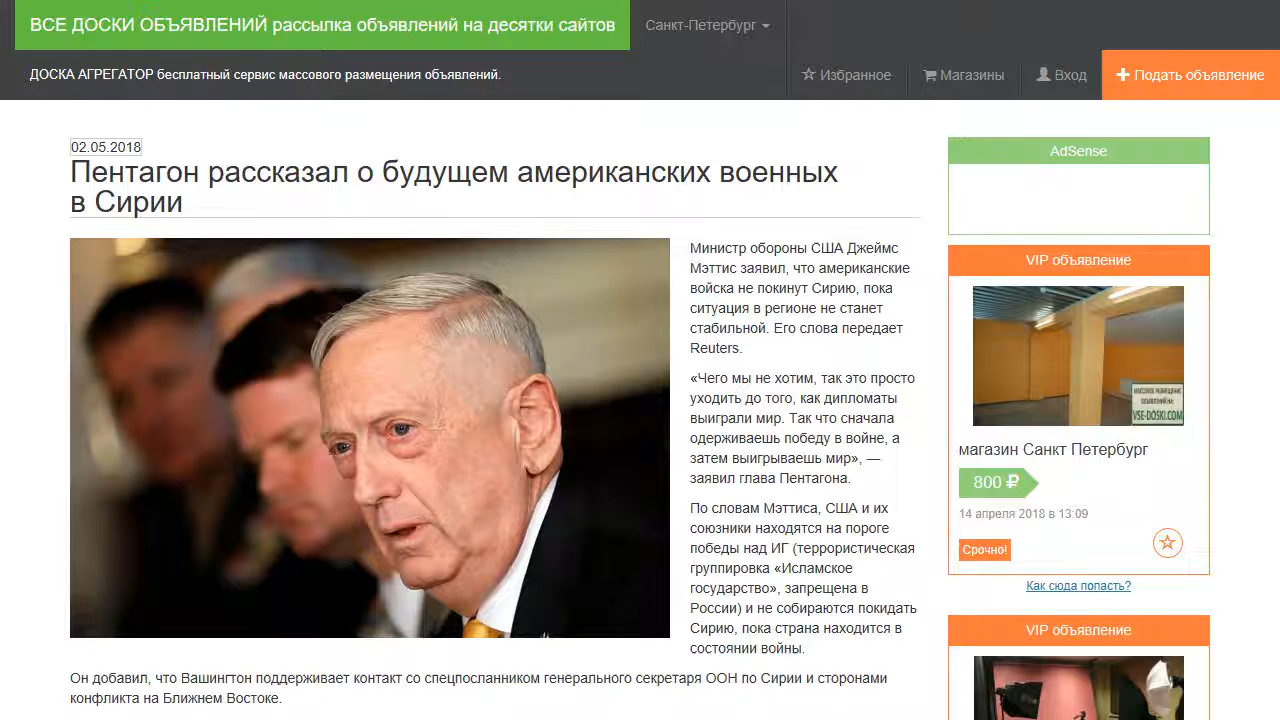 ВСЕ ДОСКИ ОБЪЯВЛЕНИЙ рассылка объявлений на десятки сайтов
Санкт-Петербург
ДОСКА АГРЕГАТОР бесплатный сервис массового размещения объявлений.
Избранное
Магазины
Вход
Подать объявление
02.05.2018
Пентагон рассказал о будущем американских военных
в Сирии
Министр обороны США Джеймс
Мэттис заявил, что американские
войска не покинут Сирию, пока
ситуация в регионе не станет
стабильной. Его слова передает
Reuters.
«Чего мы не хотим, так это просто
уходить до того, как дипломаты
выиграли мир. Так что сначала
одерживаешь победу в войне, а
затем выигрываешь мир», —
заявил глава Пентагона.
По словам Мэттиса, США и их
союзники находятся на пороге
победы над ИГ (террористическая
группировка «Исламское
государство», запрещена в
России) и не собираются покидать
Сирию, пока страна находится в
состоянии войны.
Он добавил, что Вашингтон поддерживает контакт со спецпосланником генерального секретаря ООН по Сирии и сторонами
конфликта на Ближнем Востоке.
AdSense
VIP объявление
МАССОВОЕ РАЗМЕЩЕНИЕ
ОБЪЯВЛЕНИЙ НА:
VSE-DOSKI.COM
магазин Санкт Петербург
800 ₽
14 апреля 2018 в 13:09
Срочно!
Как сюда попасть?
VIP объявление